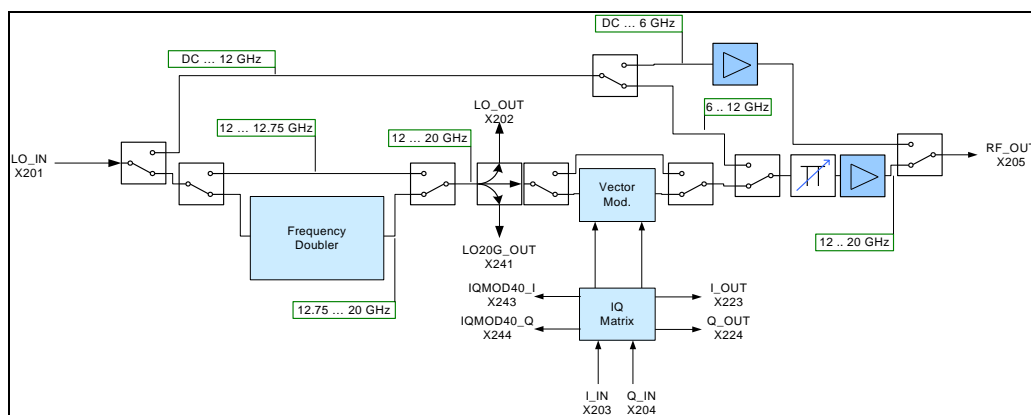 DC ... 6 GHz
DC ... 12 GHz
LO_OUT
X202
6 .. 12 GHz
12 ... 12.75 GHz
12 ... 20 GHz
LO_IN
X201
RF_OUT
X205
Vector
Mod.
Frequency
Doubler
12 .. 20 GHz
LO20G_OUT
X241
12.75 ... 20 GHz
IQMOD40_I
X243
I_OUT
X223
IQ
Matrix
IQMOD40_Q
X244
Q_OUT
X224
I_IN
X203
Q_IN
X204